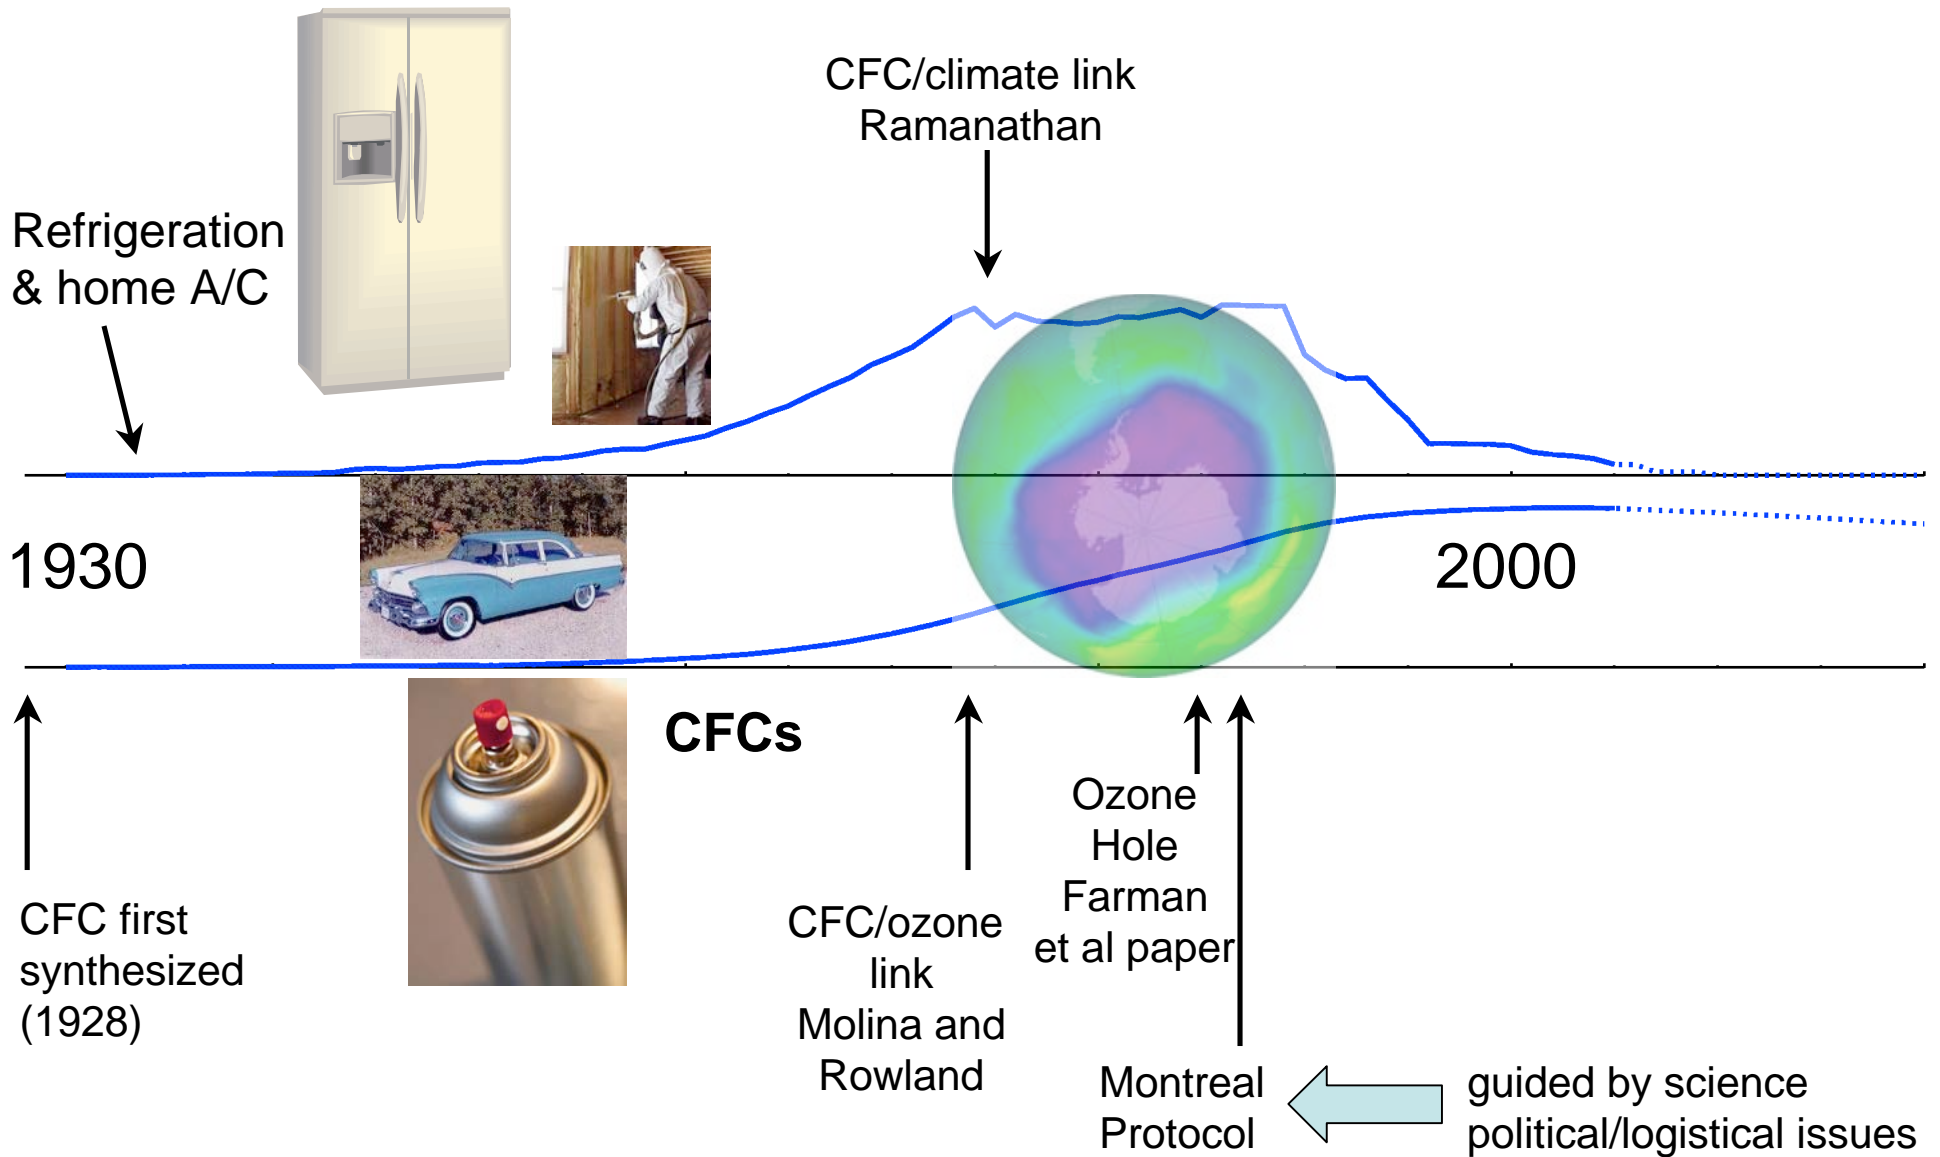 CFC/climate link
Ramanathan
Refrigeration
& home A/C
1930
2000
CFCs
CFC first
synthesized
(1928)
CFC/ozone
link
Molina and
Rowland
Ozone
Hole
Farman
et al paper
Montreal
Protocol
guided by science
political/logistical issues